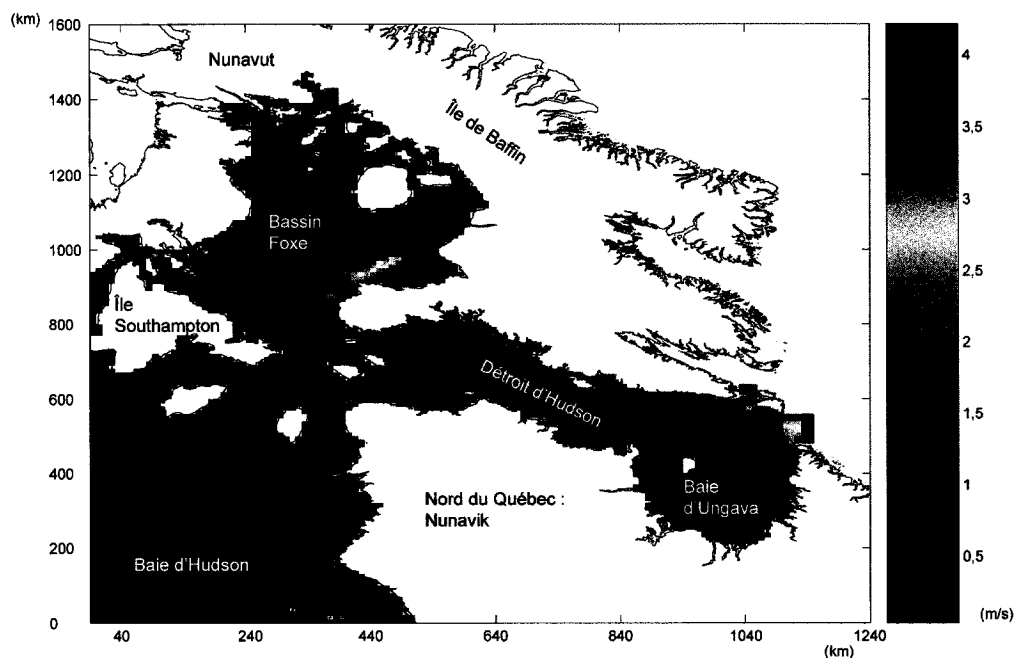 (km)
1600
1400
1200
1000
800
600
400
200
0
40
240
440
640
840
1040
1240
(km)
Nunavut
Île de Baffin
Bassin
Foxe
Île
Southampton
Détroit d'Hudson
Nord du Québec :
Nunavik
Baie
d'Ungava
Baie d'Hudson
4
3,5
3
2,5
2
1,5
1
0,5
(m/s)